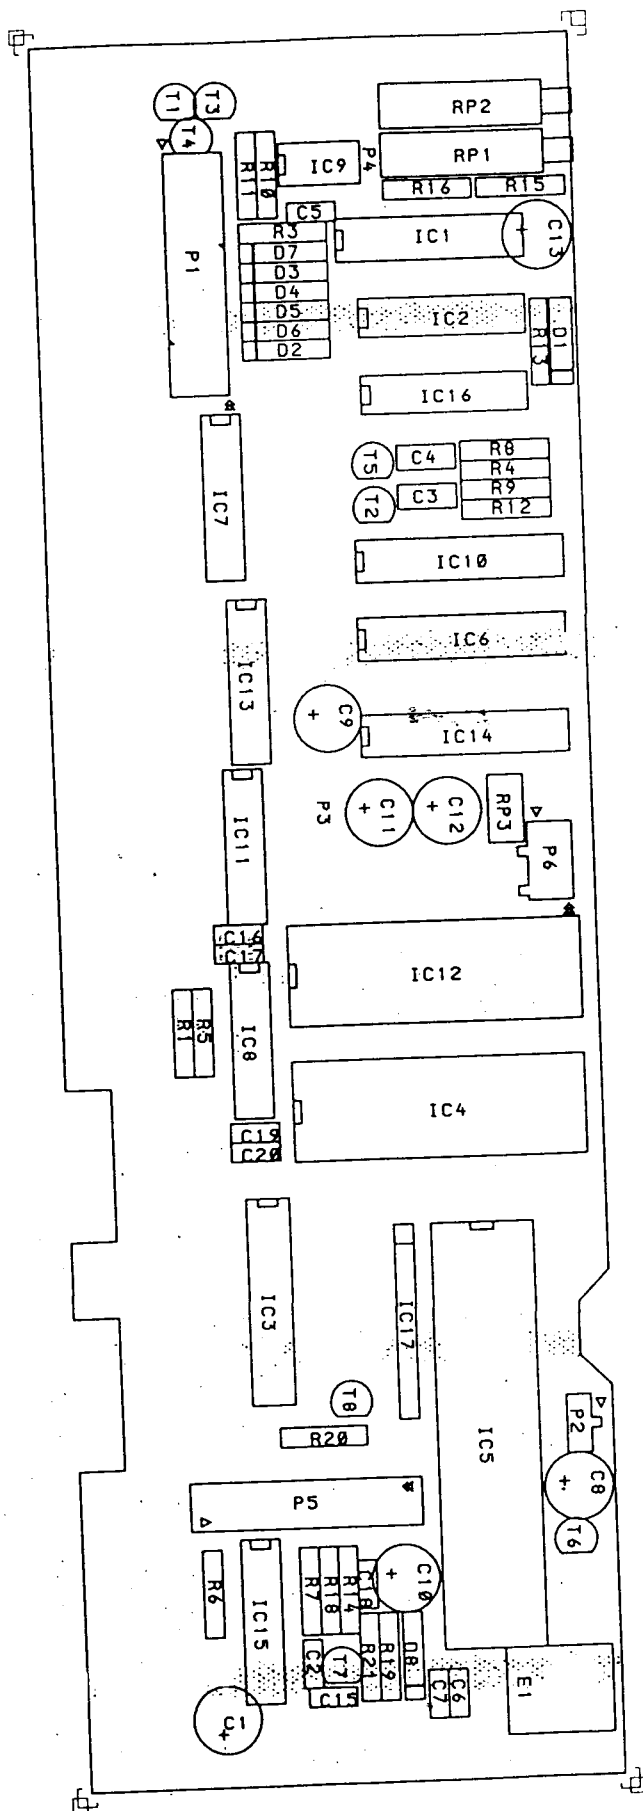 RP2
T1
T3
T4
RP1
P4
IC9
R11
R10
R16
R15
C5
R3
IC1
C13
D7
P1
D3
D4
D5
IC2
D6
D2
R13
D1
IC16
R8
T5
C4
R4
R9
T2
C3
R12
IC7
IC10
IC6
IC13
C9
IC14
P3
C11
C12
RP3
IC11
P6
C16
C17
IC12
R1
R5
IC8
IC4
C19
C20
IC3
IC17
T8
P2
R20
IC5
C8
P5
T6
R6
IC15
R7
R18
R14
C18
C10
C2
T7
R21
R19
D8
C15
C7
C6
E1
C1